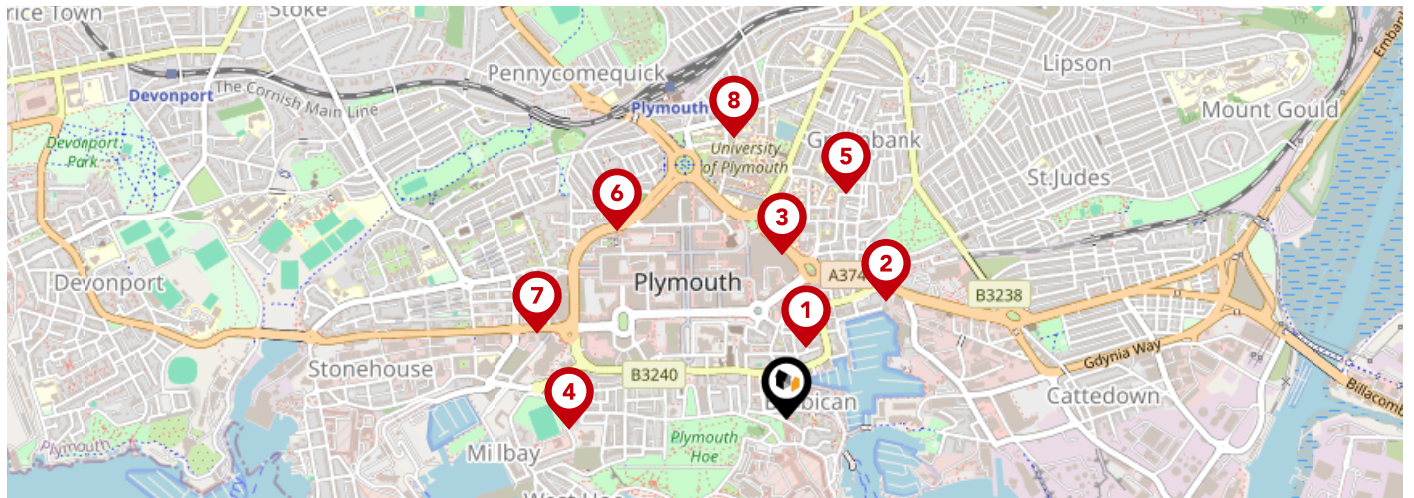 rice Town
Stoke
Pennycomequick
Lipson
Embank
Devonport
The Cornish Main Line
Plymouth
8
Mount Gould
Devonport
Park
University
of Plymouth
5
St.Judes
6
3
Devonport
Plymouth
A374
2
B3238
7
1
Stonehouse
B3240
Gdynia Way
4
Cattedown
Billacomb
Plymouth
Plymouth
Hoe
Millbay
West Hoe